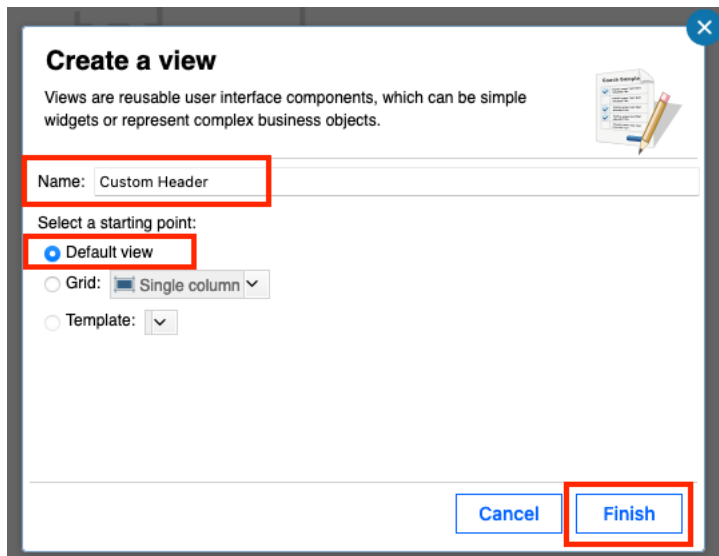 Create a view
Views are reusable user interface components, which can be simple
widgets or represent complex business objects.
Name: Custom Header
Select a starting point:
Default view
Grid: Single column
Template:
Cancel Finish